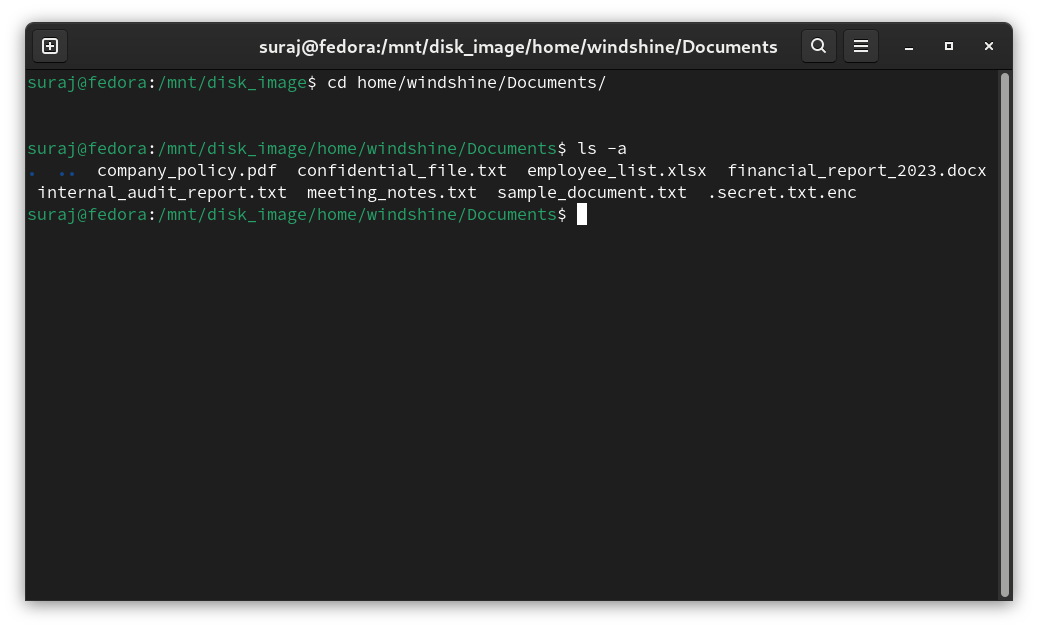 suraj@fedora:/mnt/disk_image/home/windshine/Documents
suraj@fedora:/mnt/disk_image$ cd home/windshine/Documents/
suraj@fedora:/mnt/disk_image/home/windshine/Documents$ ls -a
.  ..  company_policy.pdf  confidential_file.txt  employee_list.xlsx  financial_report_2023.docx
internal_audit_report.txt  meeting_notes.txt  sample_document.txt  .secret.txt.enc
suraj@fedora:/mnt/disk_image/home/windshine/Documents$